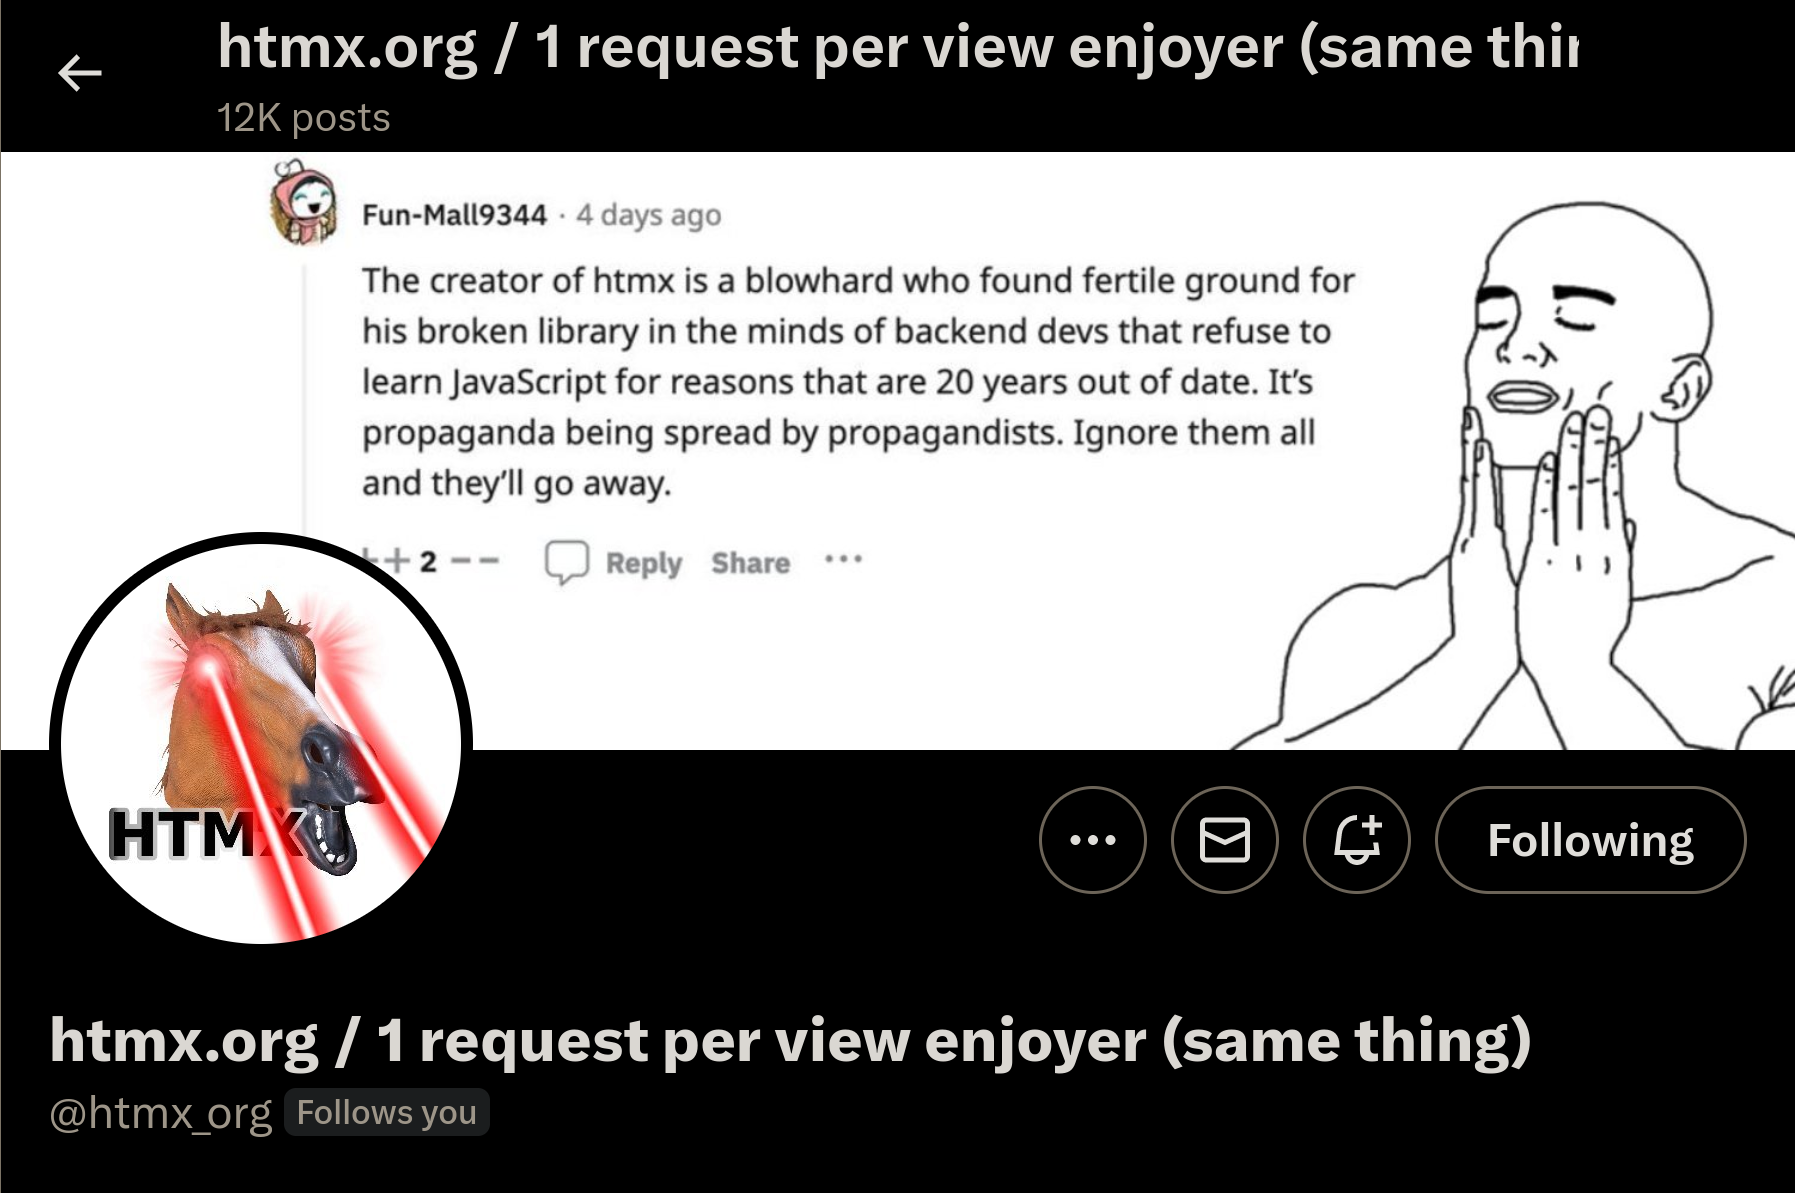 htmx.org / 1 request per view enjoyer (same thin
12K posts
Fun-Mall9344 · 4 days ago
The creator of htmx is a blowhard who found fertile ground for
his broken library in the minds of backend devs that refuse to
learn JavaScript for reasons that are 20 years out of date. It’s
propaganda being spread by propagandists. Ignore them all
and they’ll go away.
++ 2 -- Reply Share ···
HTMX
Following
htmx.org / 1 request per view enjoyer (same thing)
@htmx_org Follows you